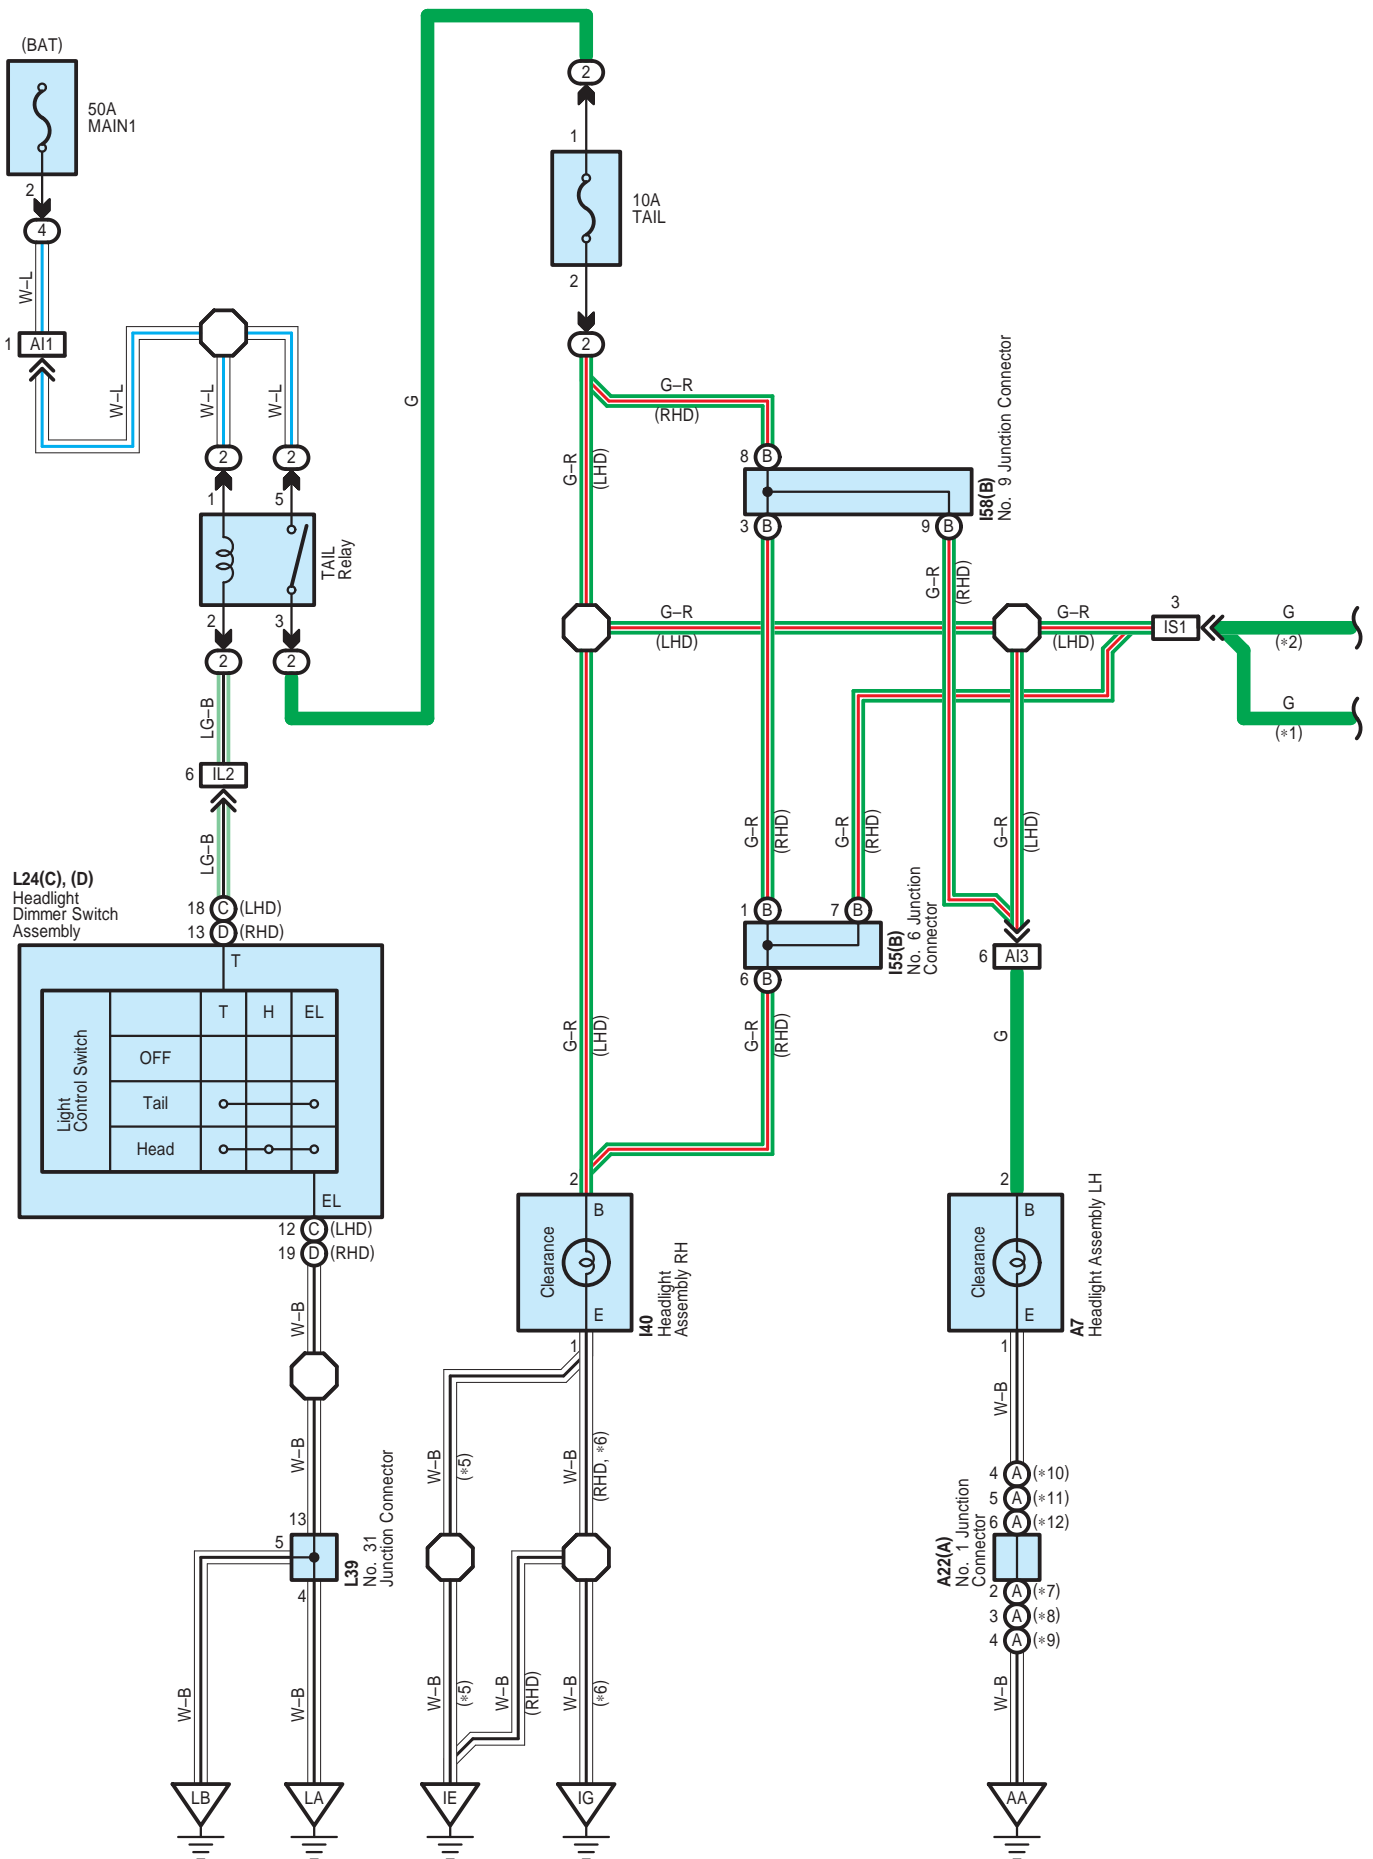 (BAT)
50A
MAIN1
2
4
W–L
1
AI1
W–L
W–L
W–L
2
2
1
5
TAIL
Relay
2
3
2
2
LG–B
6
IL2
LG–B
G
2
1
10A
TAIL
2
2
G–R
(RHD)
G–R
(LHD)
8
B
I58(B)
No. 9 Junction Connector
3
B
9
B
G–R
(RHD)
G–R
(LHD)
G–R
(LHD)
3
IS1
G
(*2)
G
(*1)
G–R
(RHD)
G–R
(RHD)
G–R
(LHD)
1
B
7
B
I55(B)
No. 6 Junction
Connector
6
B
6
AI3
G–R
(LHD)
G–R
(RHD)
G
L24(C), (D)
Headlight
Dimmer Switch
Assembly
18
C
(LHD)
13
D
(RHD)
T
Light
Control Switch
T
H
EL
OFF
Tail
Head
EL
12
C
(LHD)
19
D
(RHD)
W–B
W–B
13
5
4
L39
No. 31
Junction Connector
W–B
W–B
LB
LA
2
B
Clearance
E
I40
Headlight
Assembly RH
1
W–B
(*5)
W–B
(RHD, *6)
W–B
(*5)
W–B
(RHD)
W–B
(*6)
IE
IG
2
B
Clearance
E
A7
Headlight Assembly LH
1
W–B
4
A
(*10)
5
A
(*11)
6
A
(*12)
A22(A)
No. 1 Junction
Connector
2
A
(*7)
3
A
(*8)
4
A
(*9)
W–B
AA